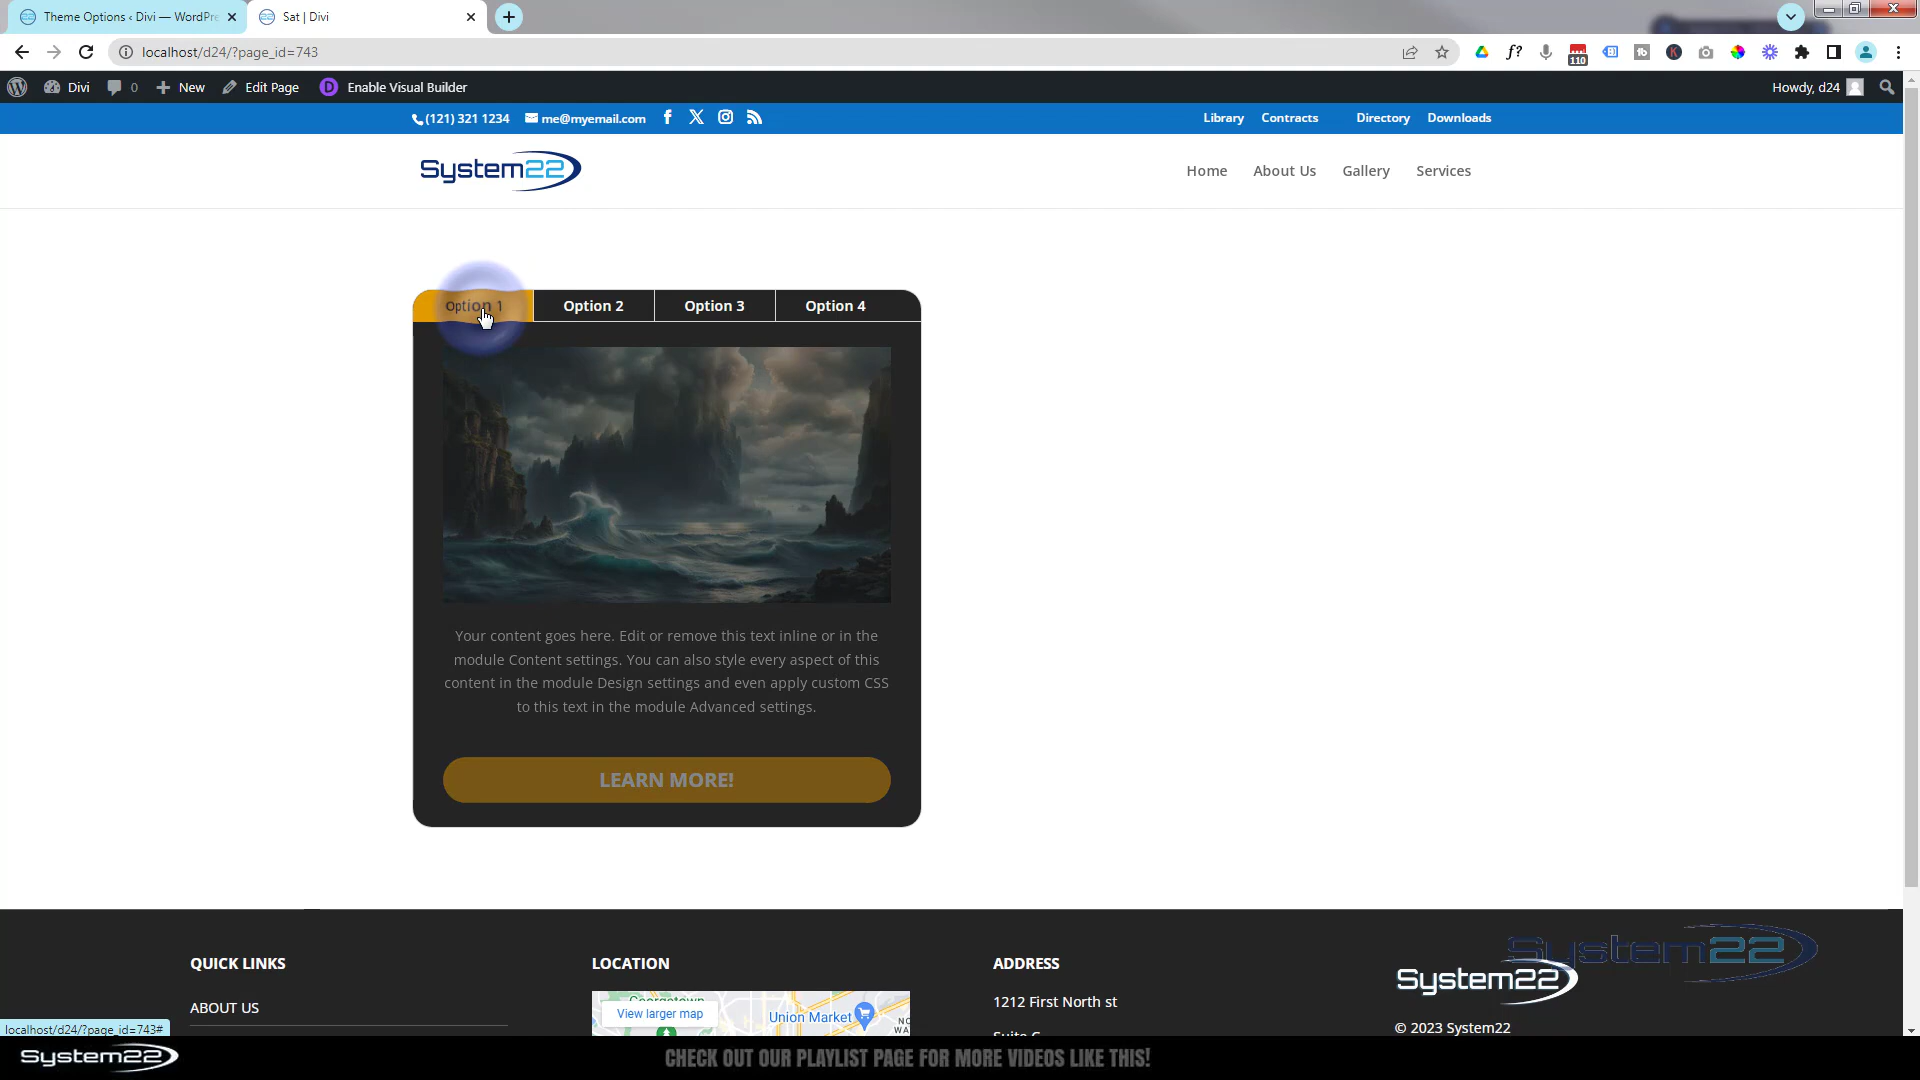 Theme Options ‹ Divi — WordPre
Sat | Divi
localhost/d24/?page_id=743
f?
110
Divi
0
New
Edit Page
D
Enable Visual Builder
Howdy, d24
(121) 321 1234
me@myemail.com
Library
Contracts
Directory
Downloads
System22
Home
About Us
Gallery
Services
Option 1
Option 2
Option 3
Option 4
Your content goes here. Edit or remove this text inline or in the
module Content settings. You can also style every aspect of this
content in the module Design settings and even apply custom CSS
to this text in the module Advanced settings.
LEARN MORE!
QUICK LINKS
LOCATION
ADDRESS
System22
System22
ABOUT US
Georgetown
View larger map
Union Market
1212 First North st
Suite C
© 2023 System22
localhost/d24/?page_id=743#
System22
CHECK OUT OUR PLAYLIST PAGE FOR MORE VIDEOS LIKE THIS!